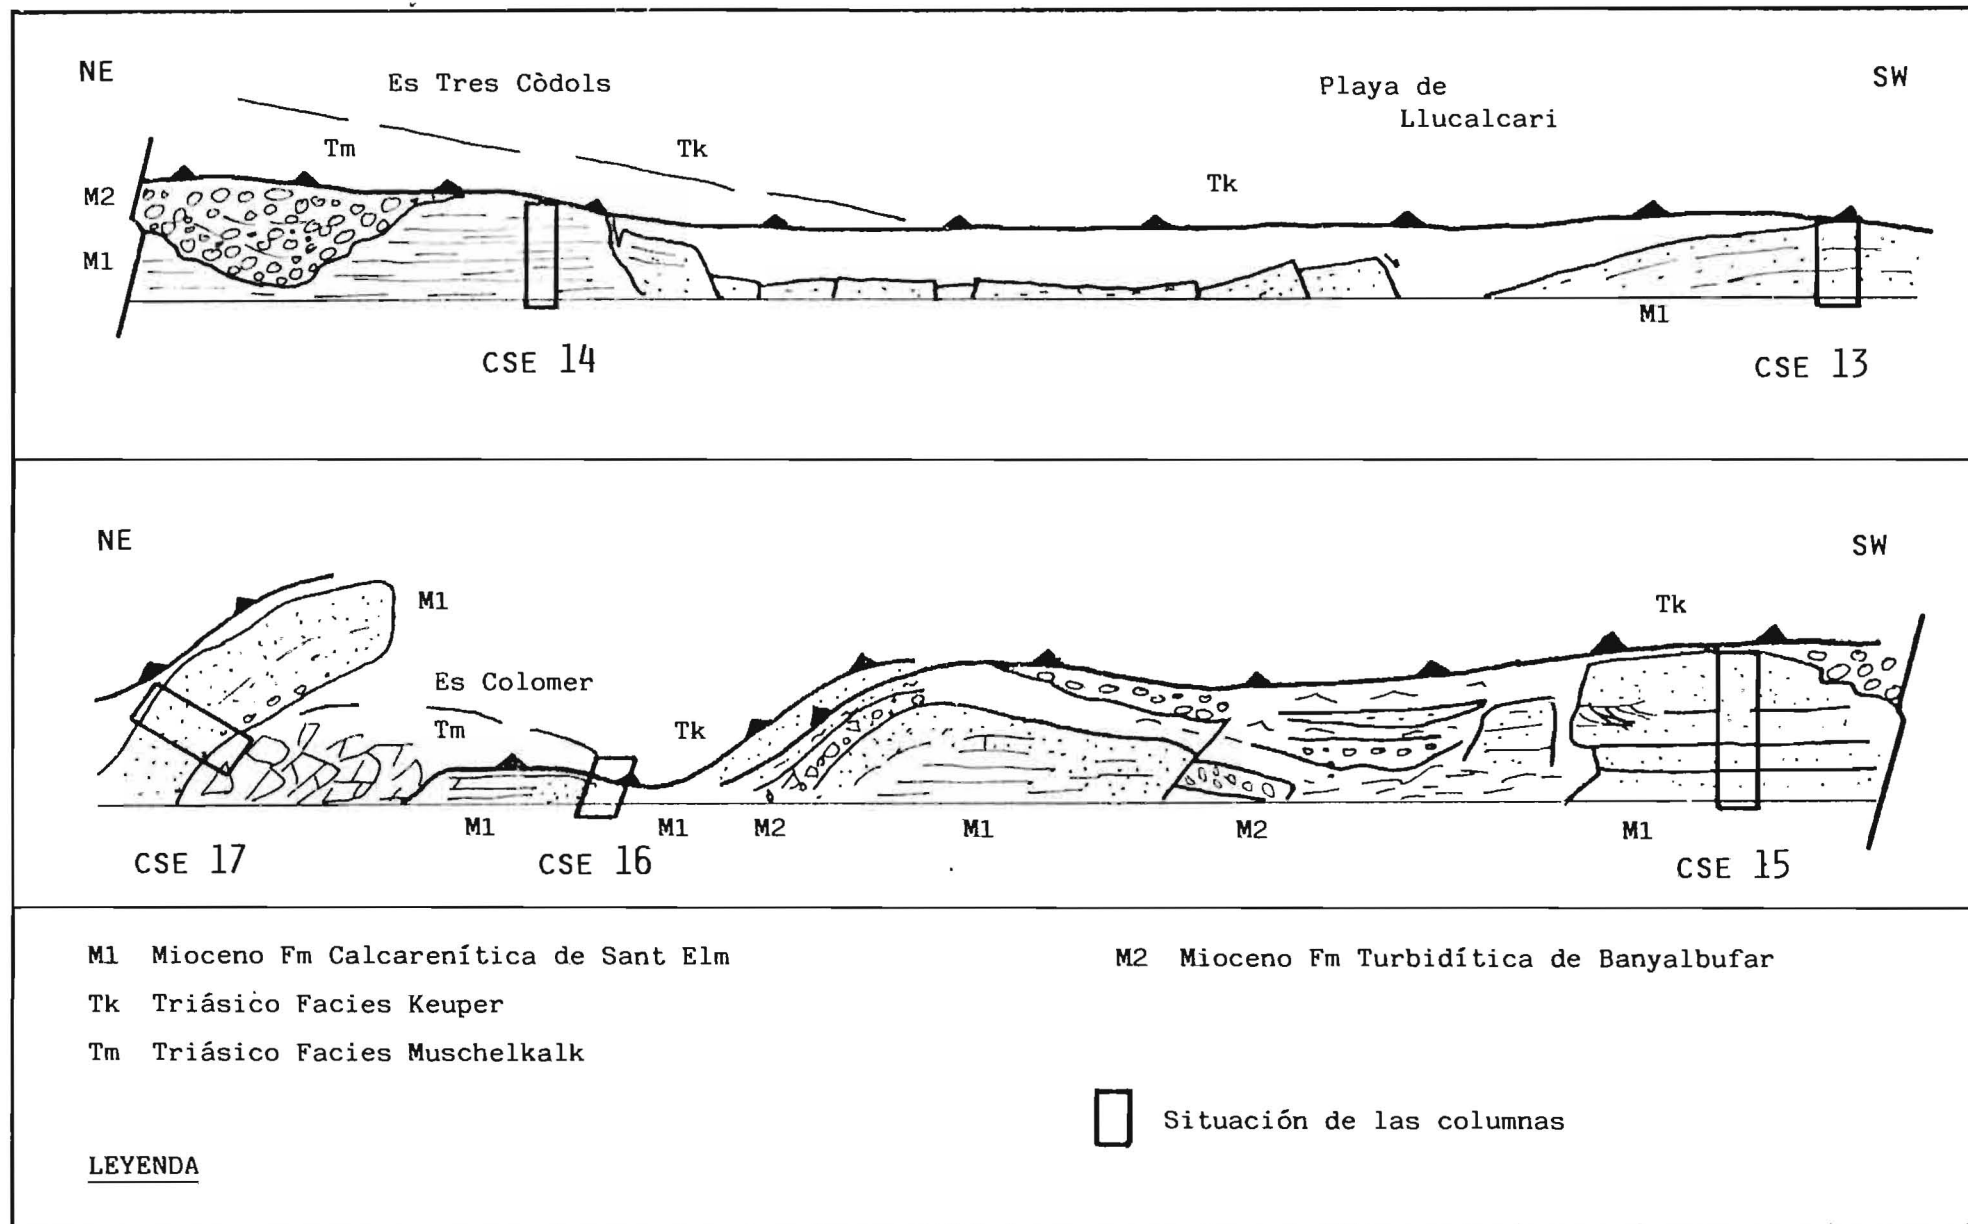 NE
Es Tres Còdols
Playa de
Llucalcari
SW
Tm
Tk
Tk
M2
M1
M1
CSE 14
CSE 13
NE
SW
M1
Tk
Es Colomer
Tm
Tk
M1
M1
M2
M1
M2
M1
CSE 17
CSE 16
CSE 15
M1 Mioceno Fm Calcarenítica de Sant Elm
M2 Mioceno Fm Turbidítica de Banyalbufar
Tk Triásico Facies Keuper
Tm Triásico Facies Muschelkalk
Situación de las columnas
LEYENDA